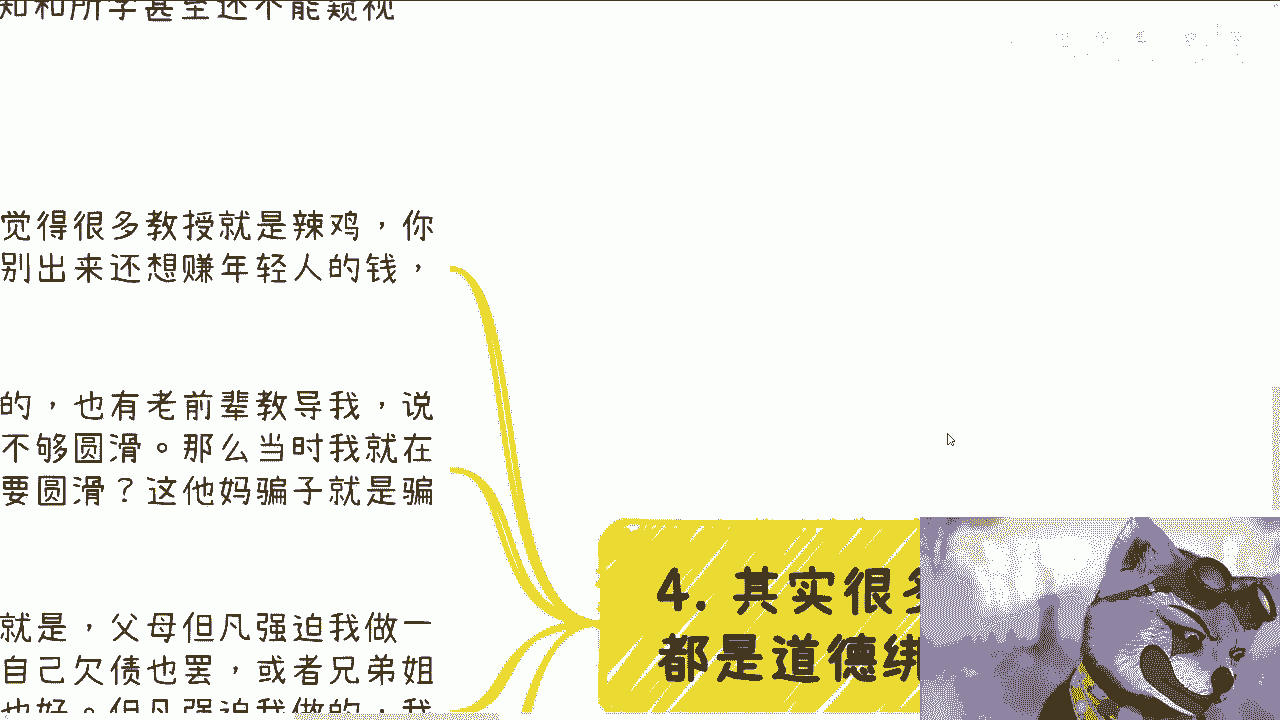 知和所学甚至还不能窥视
觉得很多教授就是辣鸡，你
别出来还想赚年轻人的钱，
的，也有老前辈教导我，说
不够圆滑。那么当时我就在
要圆滑？这他妈骗子就是骗
就是，父母但凡强迫我做一
自己欠债也罢，或者兄弟姐
也好。但凡强迫我做的，我
4. 其实很多
都是道德绑